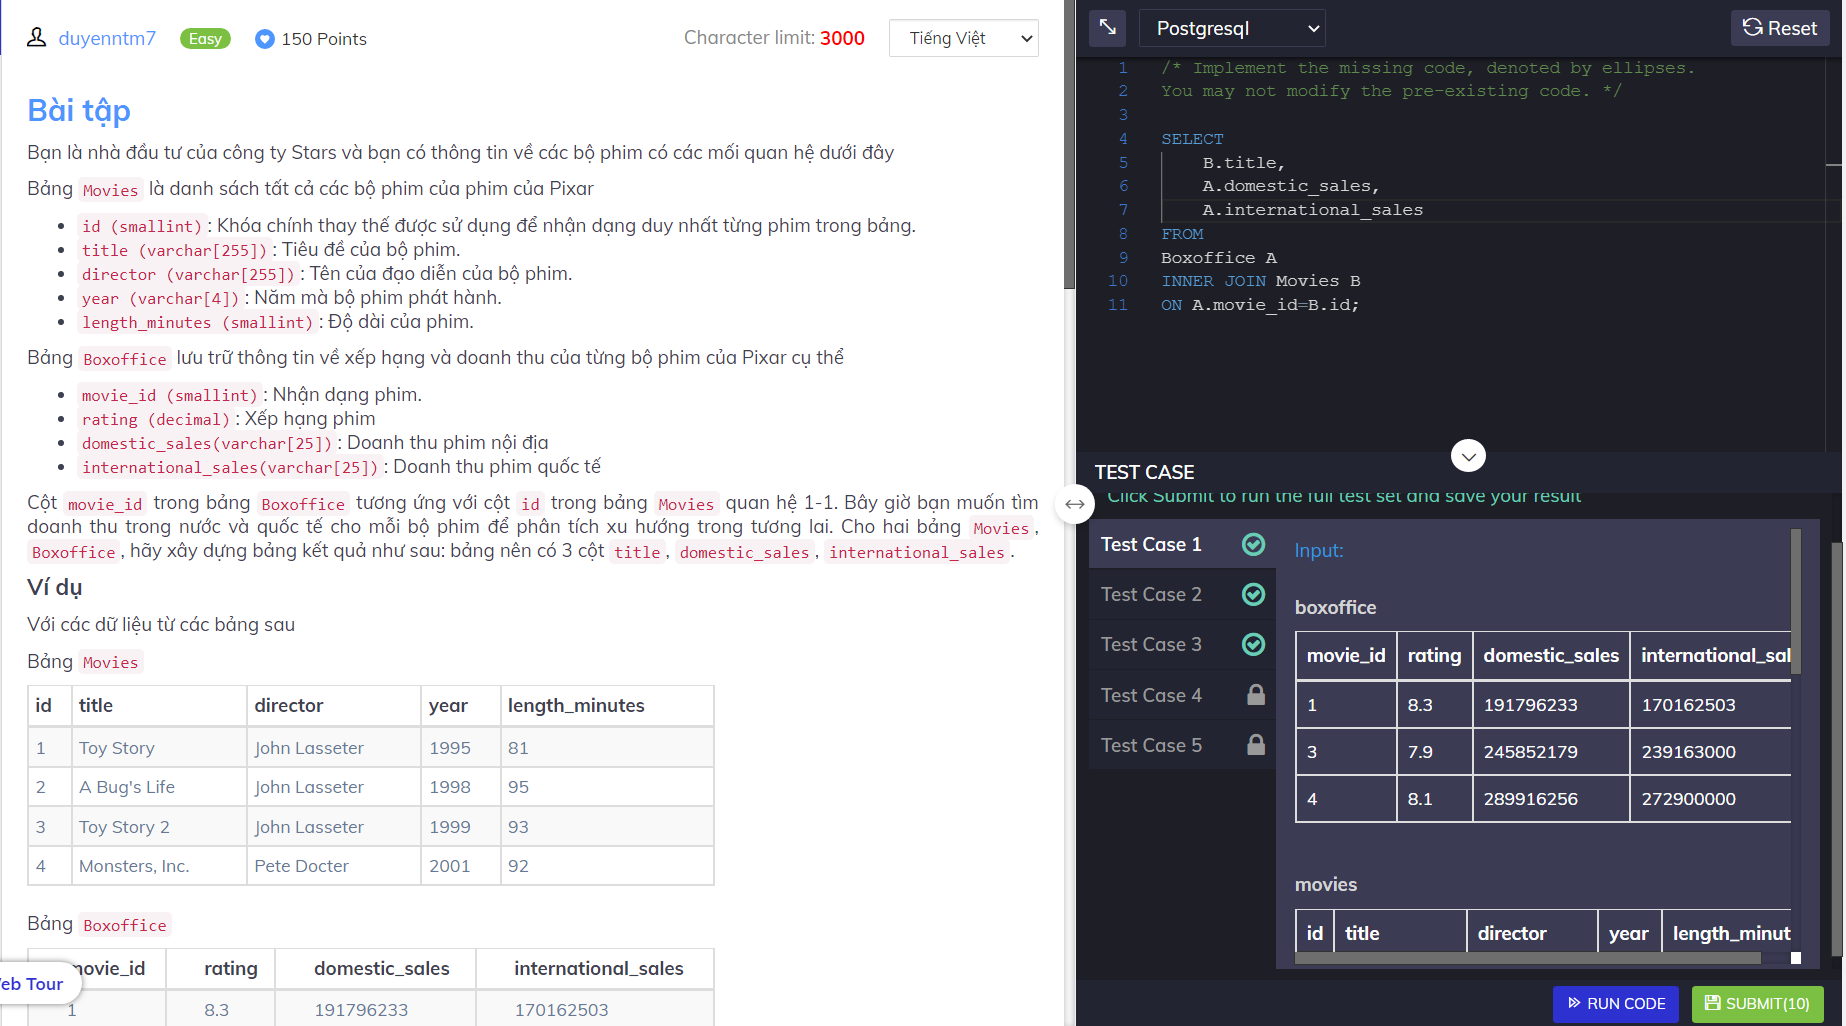 duyenntm7 Easy 150 Points Character limit: 3000 Tiếng Việt
Bài tập
Bạn là nhà đầu tư của công ty Stars và bạn có thông tin về các bộ phim có các mối quan hệ dưới đây
Bảng Movies là danh sách tất cả các bộ phim của phim của Pixar
id (smallint) : Khóa chính thay thế được sử dụng để nhận dạng duy nhất từng phim trong bảng.
title (varchar[255]) : Tiêu đề của bộ phim.
director (varchar[255]) : Tên của đạo diễn của bộ phim.
year (varchar[4]) : Năm mà bộ phim phát hành.
length_minutes (smallint) : Độ dài của phim.
Bảng Boxoffice lưu trữ thông tin về xếp hạng và doanh thu của từng bộ phim của Pixar cụ thể
movie_id (smallint) : Nhận dạng phim.
rating (decimal) : Xếp hạng phim
domestic_sales(varchar[25]) : Doanh thu phim nội địa
international_sales(varchar[25]) : Doanh thu phim quốc tế
Cột movie_id trong bảng Boxoffice tương ứng với cột id trong bảng Movies quan hệ 1-1. Bây giờ bạn muốn tìm
doanh thu trong nước và quốc tế cho mỗi bộ phim để phân tích xu hướng trong tương lai. Cho hai bảng Movies ,
Boxoffice , hãy xây dựng bảng kết quả như sau: bảng nên có 3 cột title , domestic_sales , international_sales .
Ví dụ
Với các dữ liệu từ các bảng sau
Bảng Movies
id title director year length_minutes
1 Toy Story John Lasseter 1995 81
2 A Bug's Life John Lasseter 1998 95
3 Toy Story 2 John Lasseter 1999 93
4 Monsters, Inc. Pete Docter 2001 92
Bảng Boxoffice
movie_id rating domestic_sales international_sales
1 8.3 191796233 170162503
eb Tour
Postgresql Reset
1 /* Implement the missing code, denoted by ellipses.
2 You may not modify the pre-existing code. */
3
4 SELECT
5 B.title,
6 A.domestic_sales,
7 A.international_sales
8 FROM
9 Boxoffice A
10 INNER JOIN Movies B
11 ON A.movie_id=B.id;
TEST CASE
Click Submit to run the full test set and save your result
Test Case 1
Test Case 2
Test Case 3
Test Case 4
Test Case 5
Input:
boxoffice
movie_id rating domestic_sales international_sal
1 8.3 191796233 170162503
3 7.9 245852179 239163000
4 8.1 289916256 272900000
movies
id title director year length_minut
RUN CODE SUBMIT(10)